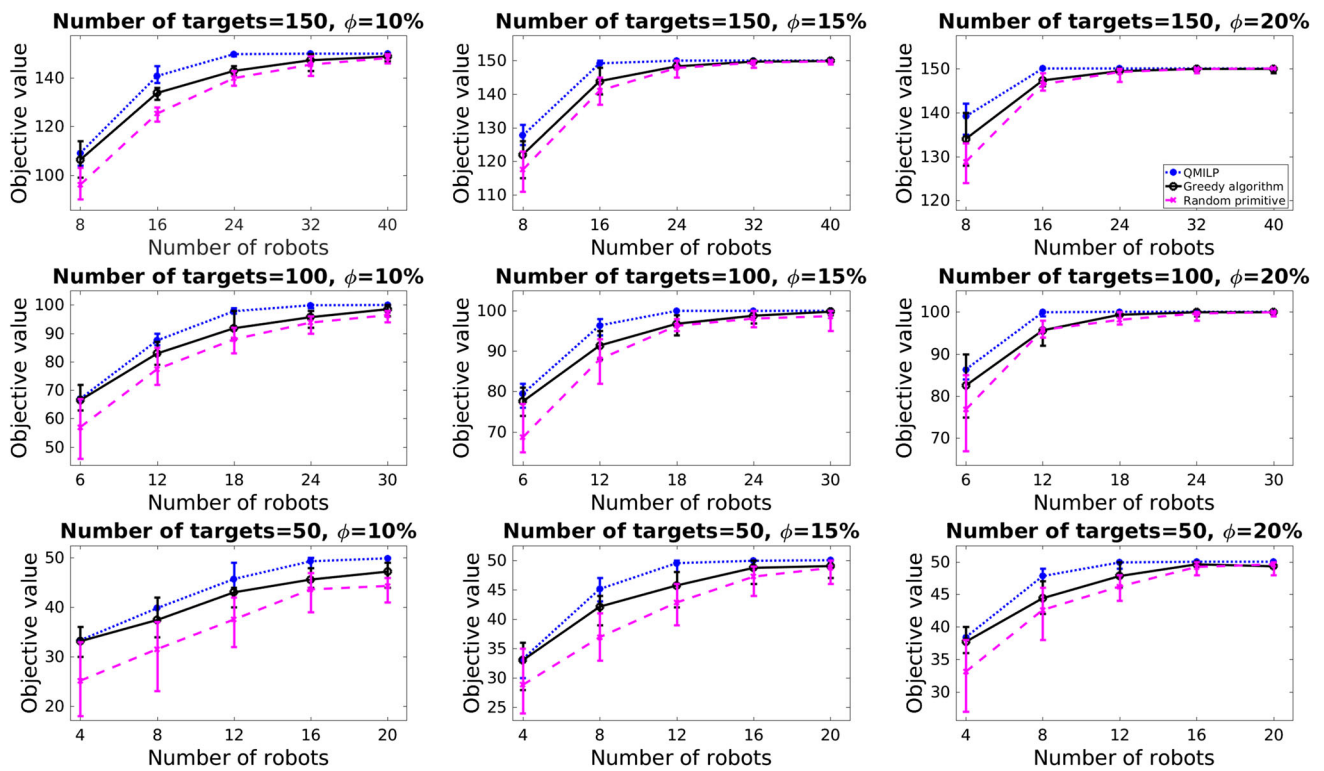 Number of targets=150, ϕ=10%
Objective value
140
120
100
8 16 24 32 40
Number of robots
Number of targets=150, ϕ=15%
Objective value
150
140
130
120
110
8 16 24 32 40
Number of robots
Number of targets=150, ϕ=20%
Objective value
150
140
130
120
QMILP
Greedy algorithm
Random primitive
8 16 24 32 40
Number of robots
Number of targets=100, ϕ=10%
Objective value
100
90
80
70
60
50
6 12 18 24 30
Number of robots
Number of targets=100, ϕ=15%
Objective value
100
90
80
70
6 12 18 24 30
Number of robots
Number of targets=100, ϕ=20%
Objective value
100
90
80
70
6 12 18 24 30
Number of robots
Number of targets=50, ϕ=10%
Objective value
50
40
30
20
4 8 12 16 20
Number of robots
Number of targets=50, ϕ=15%
Objective value
50
45
40
35
30
25
4 8 12 16 20
Number of robots
Number of targets=50, ϕ=20%
Objective value
50
45
40
35
30
4 8 12 16 20
Number of robots